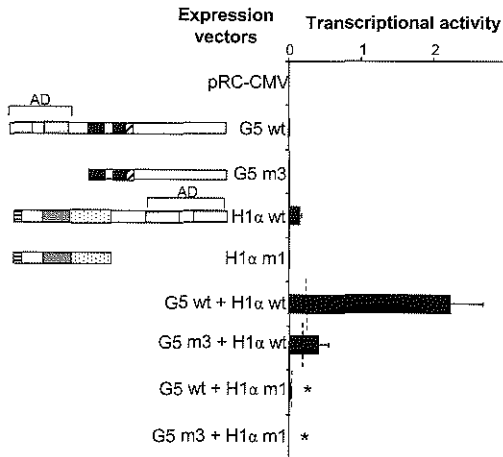 Expression vectors
Transcriptional activity
0 1 2
pRC-CMV
AD
G5 wt
G5 m3
AD
H1α wt
H1α m1
G5 wt + H1α wt
G5 m3 + H1α wt
G5 wt + H1α m1 *
G5 m3 + H1α m1 *